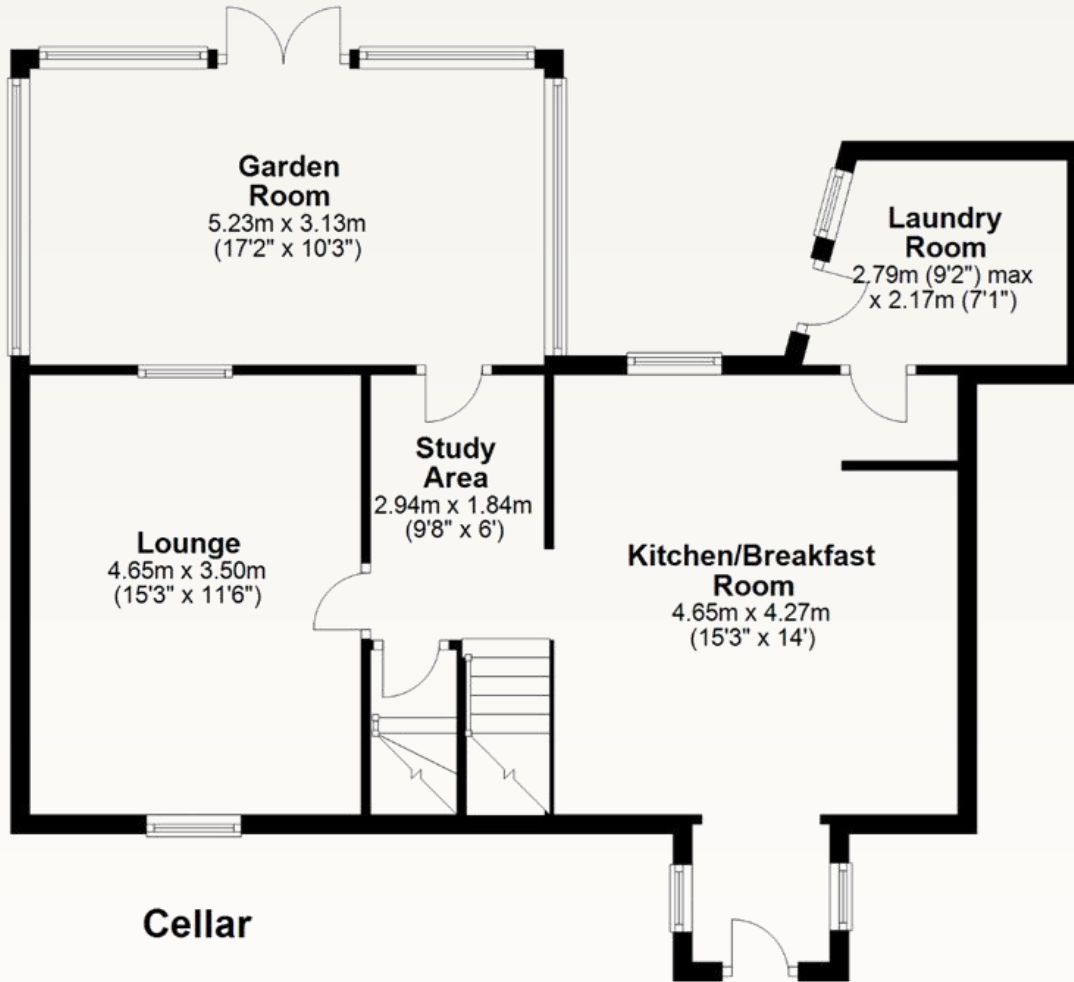 Garden
Room
5.23m x 3.13m
(17'2" x 10'3")
Laundry
Room
2.79m (9'2") max
x 2.17m (7'1")
Study
Area
2.94m x 1.84m
(9'8" x 6')
Lounge
4.65m x 3.50m
(15'3" x 11'6")
Kitchen/Breakfast
Room
4.65m x 4.27m
(15'3" x 14')
Cellar